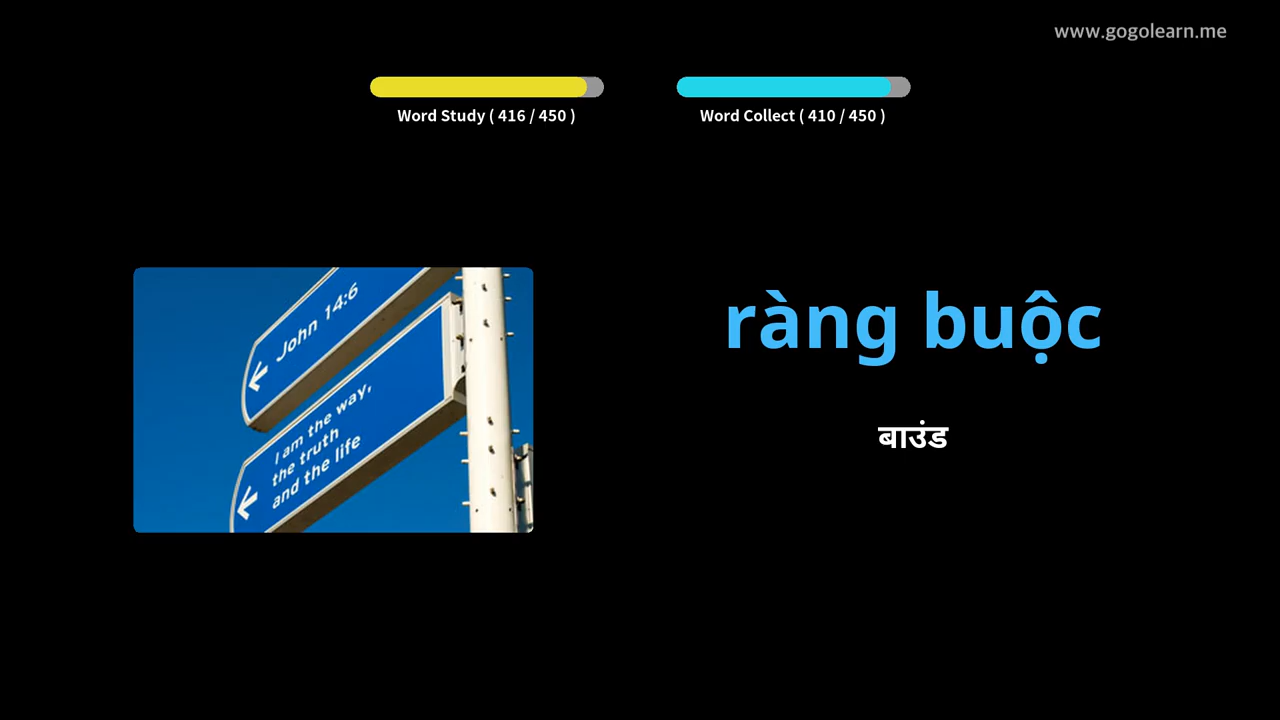 www.gogolearn.me
Word Study ( 416 / 450 )
Word Collect ( 410 / 450 )
John 14:6
I am the way,
the truth
and the life
ràng buộc
बाउंड